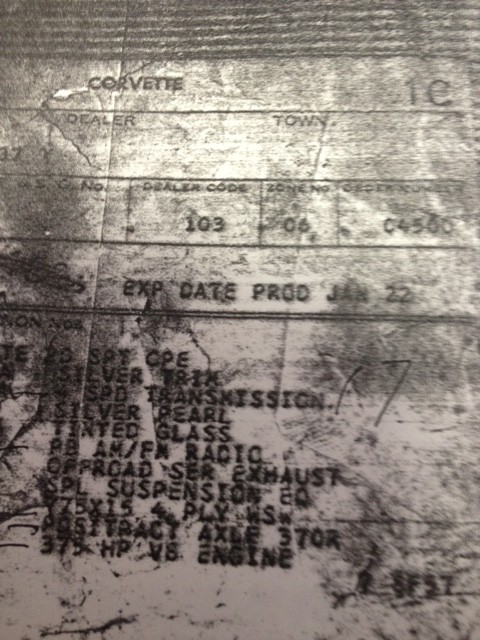 CORVETTE 1C
DEALER TOWN
DEALER CODE ZONE NO.
103 06
EXP DATE PROD JAN 22
SPT CPE
SILVER TRIM
SPD TRANSMISSION 17
SILVER PEARL
TINTED GLASS
AM/FM RADIO
OFFROAD SER EXHAUST
SPL SUSPENSION EQ
4 PLY WSW
POSITRACT AXLE 370R
375 HP V8 ENGINE